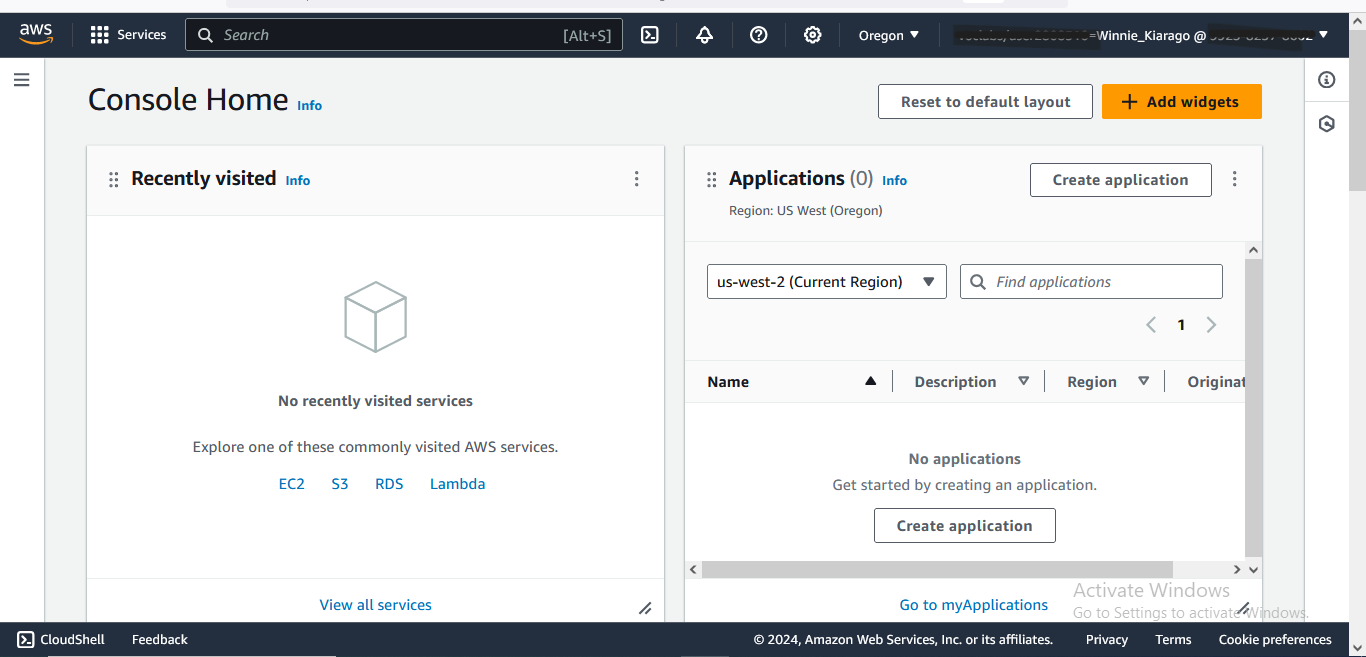 aws
Services
Search [Alt+S]
Oregon
=Winnie_Kiarago @
Console Home Info
Reset to default layout
Add widgets
Recently visited Info
No recently visited services
Explore one of these commonly visited AWS services.
EC2 S3 RDS Lambda
View all services
Applications (0) Info
Create application
Region: US West (Oregon)
us-west-2 (Current Region)
Find applications
1
Name Description Region Originat
No applications
Get started by creating an application.
Create application
Go to myApplications
Activate Windows
Go to Settings to activate Windows.
CloudShell Feedback
© 2024, Amazon Web Services, Inc. or its affiliates. Privacy Terms Cookie preferences